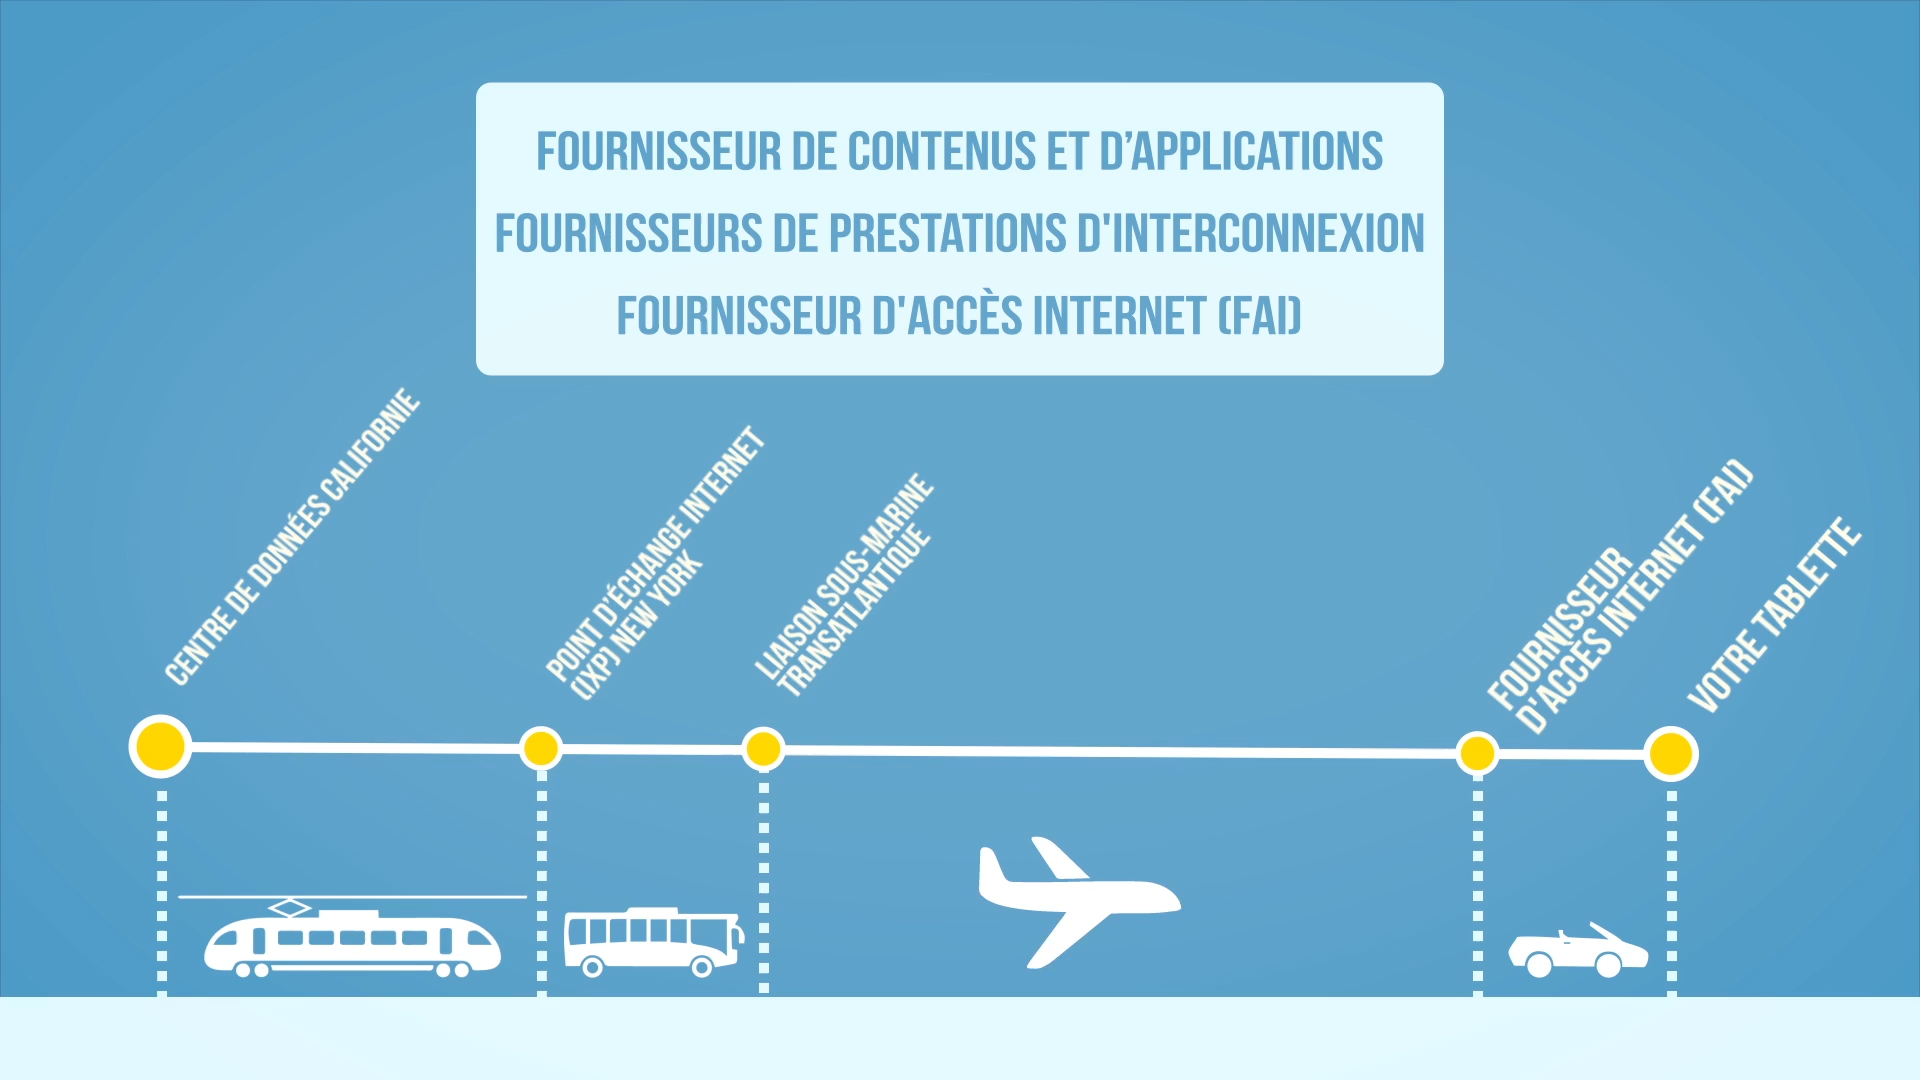 FOURNISSEUR DE CONTENUS ET D’APPLICATIONS
FOURNISSEURS DE PRESTATIONS D'INTERCONNEXION
FOURNISSEUR D'ACCÈS INTERNET (FAI)
CENTRE DE DONNÉES CALIFORNIE
POINT D'ÉCHANGE INTERNET
(IXP) NEW YORK
LIAISON SOUS-MARINE
TRANSATLANTIQUE
FOURNISSEUR
D'ACCÈS INTERNET (FAI)
VOTRE TABLETTE